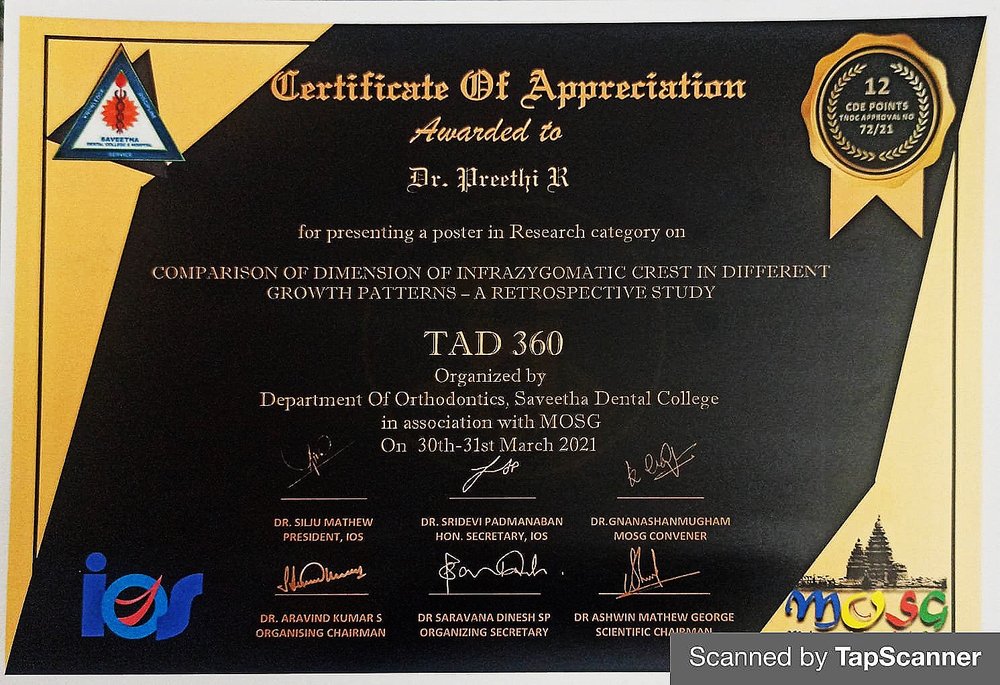 Certificate Of Appreciation
Awarded to
Dr. Preethi R
for presenting a poster in Research category on
COMPARISON OF DIMENSION OF INFRAZYGOMATIC CREST IN DIFFERENT
GROWTH PATTERNS – A RETROSPECTIVE STUDY
TAD 360
Organized by
Department Of Orthodontics, Saveetha Dental College
in association with MOSG
On 30th-31st March 2021
DR. SILJU MATHEW
PRESIDENT, IOS
DR. SRIDEVI PADMANABAN
HON. SECRETARY, IOS
DR.GNANASHANMUGHAM
MOSG CONVENER
DR. ARAVIND KUMAR S
ORGANISING CHAIRMAN
DR SARAVANA DINESH SP
ORGANIZING SECRETARY
DR ASHWIN MATHEW GEORGE
SCIENTIFIC CHAIRMAN
12
CDE POINTS
TNDC APPROVAL NO
72/21
KNOWLEDGE
DISCIPLINE
SAVEETHA
DENTAL COLLEGE & HOSPITAL
SERVICE
ios
MOSG
Scanned by TapScanner